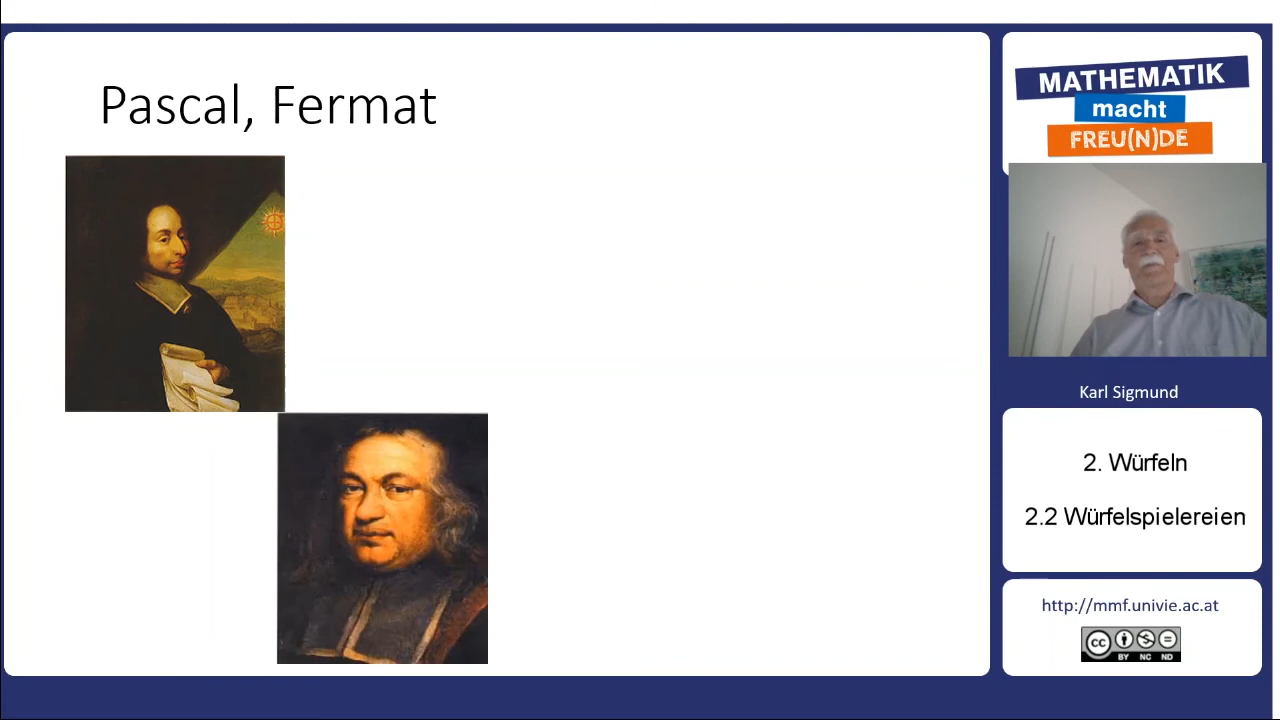 Pascal, Fermat
MATHEMATIK
macht
FREU(N)DE
Karl Sigmund
2. Würfeln
2.2 Würfelspielereien
http://mmf.univie.ac.at
CC
BY NC ND